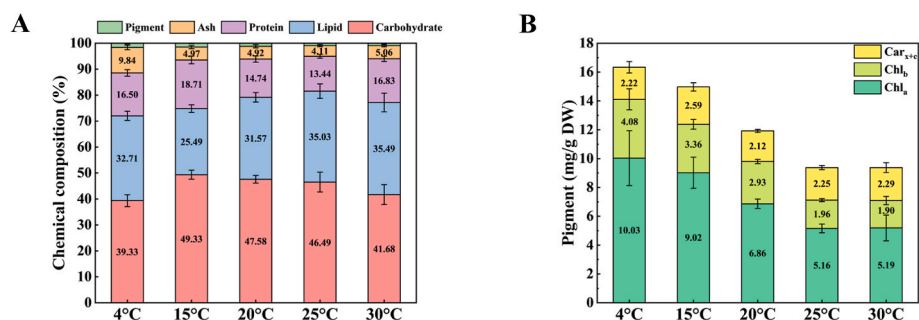 A
Pigment Ash Protein Lipid Carbohydrate
Chemical composition (%)
100
90
80
70
60
50
40
30
20
10
0
9.84 4.97 4.92 4.11 5.06
16.50 18.71 14.74 13.44 16.83
32.71 25.49 31.57 35.03 35.49
39.33 49.33 47.58 46.49 41.68
4°C 15°C 20°C 25°C 30°C
B
Pigment (mg/g DW)
18
16
14
12
10
8
6
4
2
0
Carx+c
Chlb
Chla
2.22 2.59 2.12 2.25 2.29
4.08 3.36 2.93 1.96 1.90
10.03 9.02 6.86 5.16 5.19
4°C 15°C 20°C 25°C 30°C